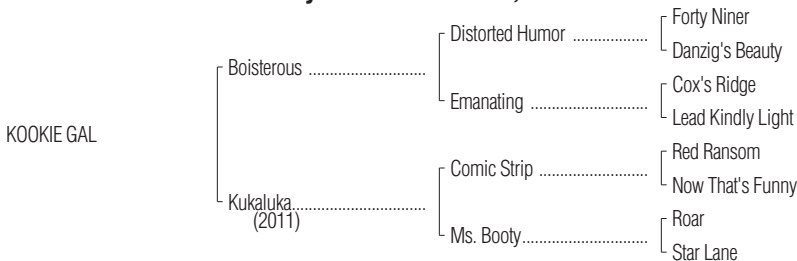 Forty Niner
Distorted Humor ..................
Danzig's Beauty
Boisterous ............................
Cox's Ridge
Emanating ............................
Lead Kindly Light
KOOKIE GAL
Red Ransom
Comic Strip ..........................
Now That's Funny
Kukaluka................................
(2011)
Roar
Ms. Booty..............................
Star Lane